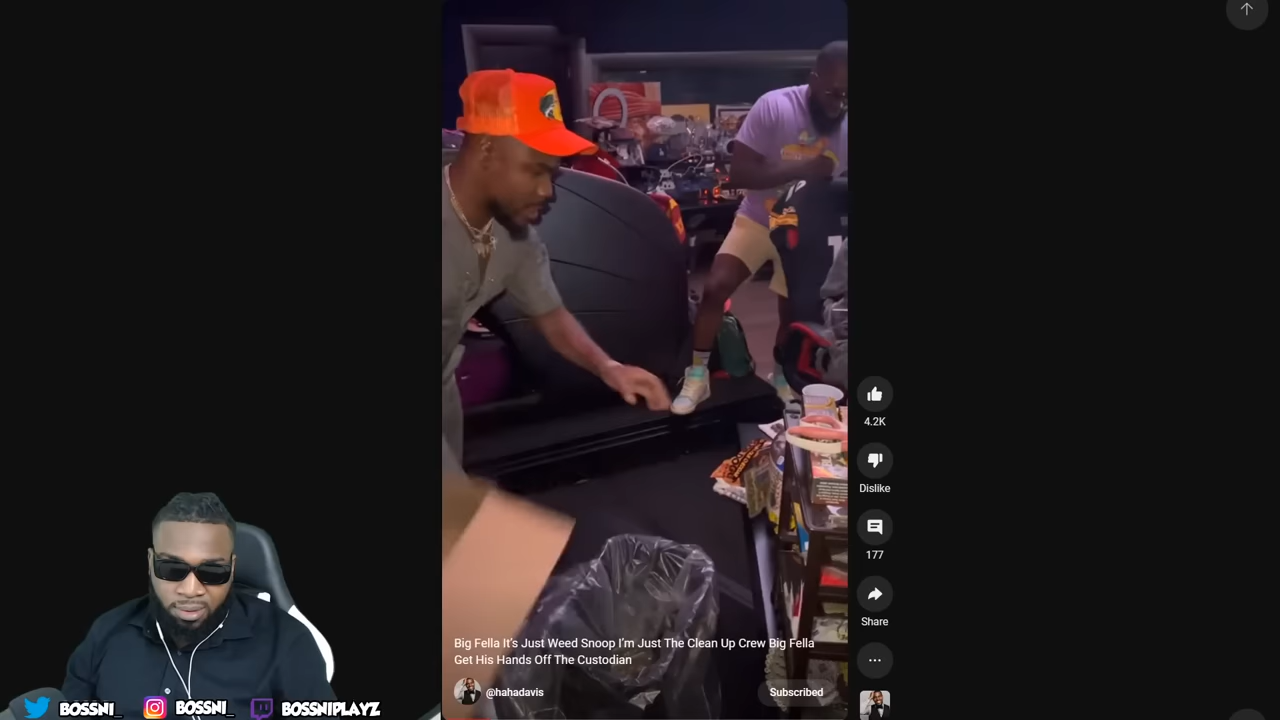 4.2K
Dislike
177
Share
Big Fella It's Just Weed Snoop I'm Just The Clean Up Crew Big Fella
Get His Hands Off The Custodian
@hahadavis
Subscribed
BOSSNI_
BOSSNI_
BOSSNIPLAYZ